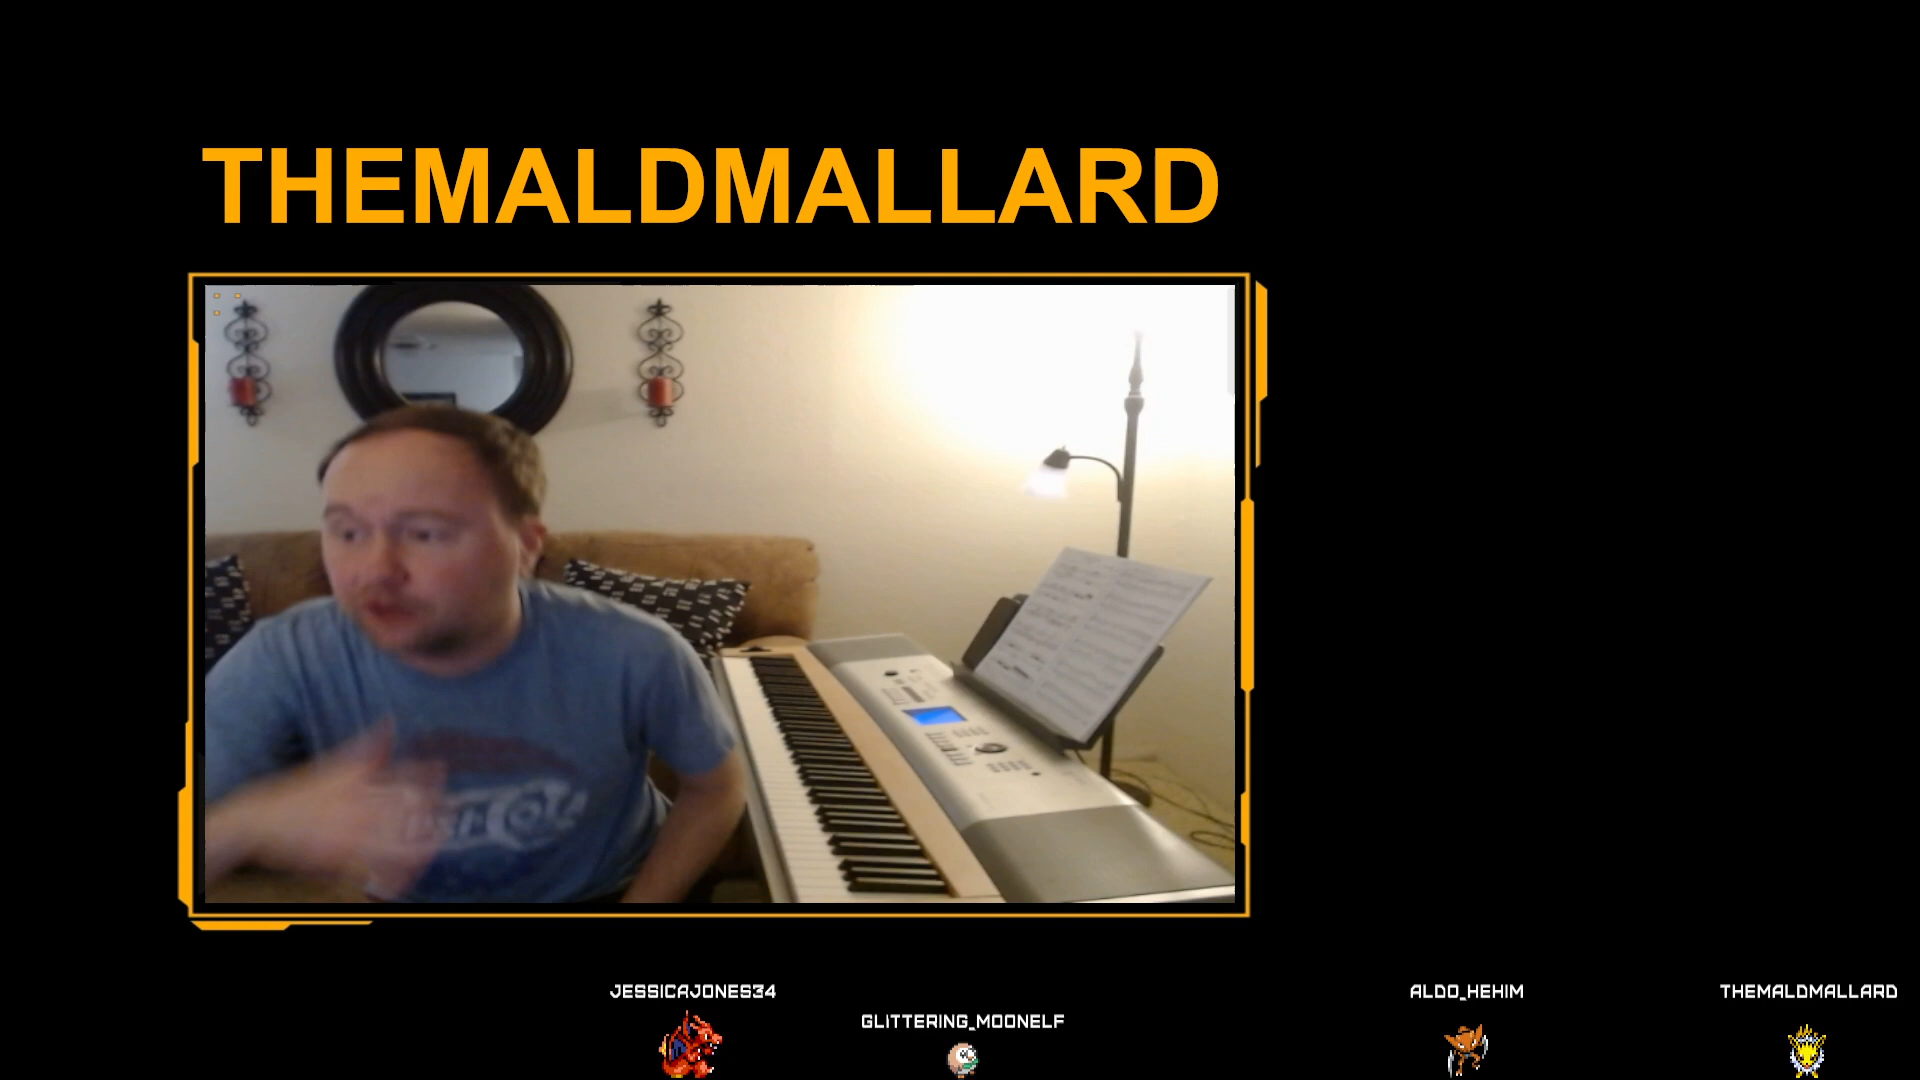 THEMALDMALLARD
JESSICAJONES34
GLITTERING_MOONELF
ALDO_HEHIM
THEMALDMALLARD